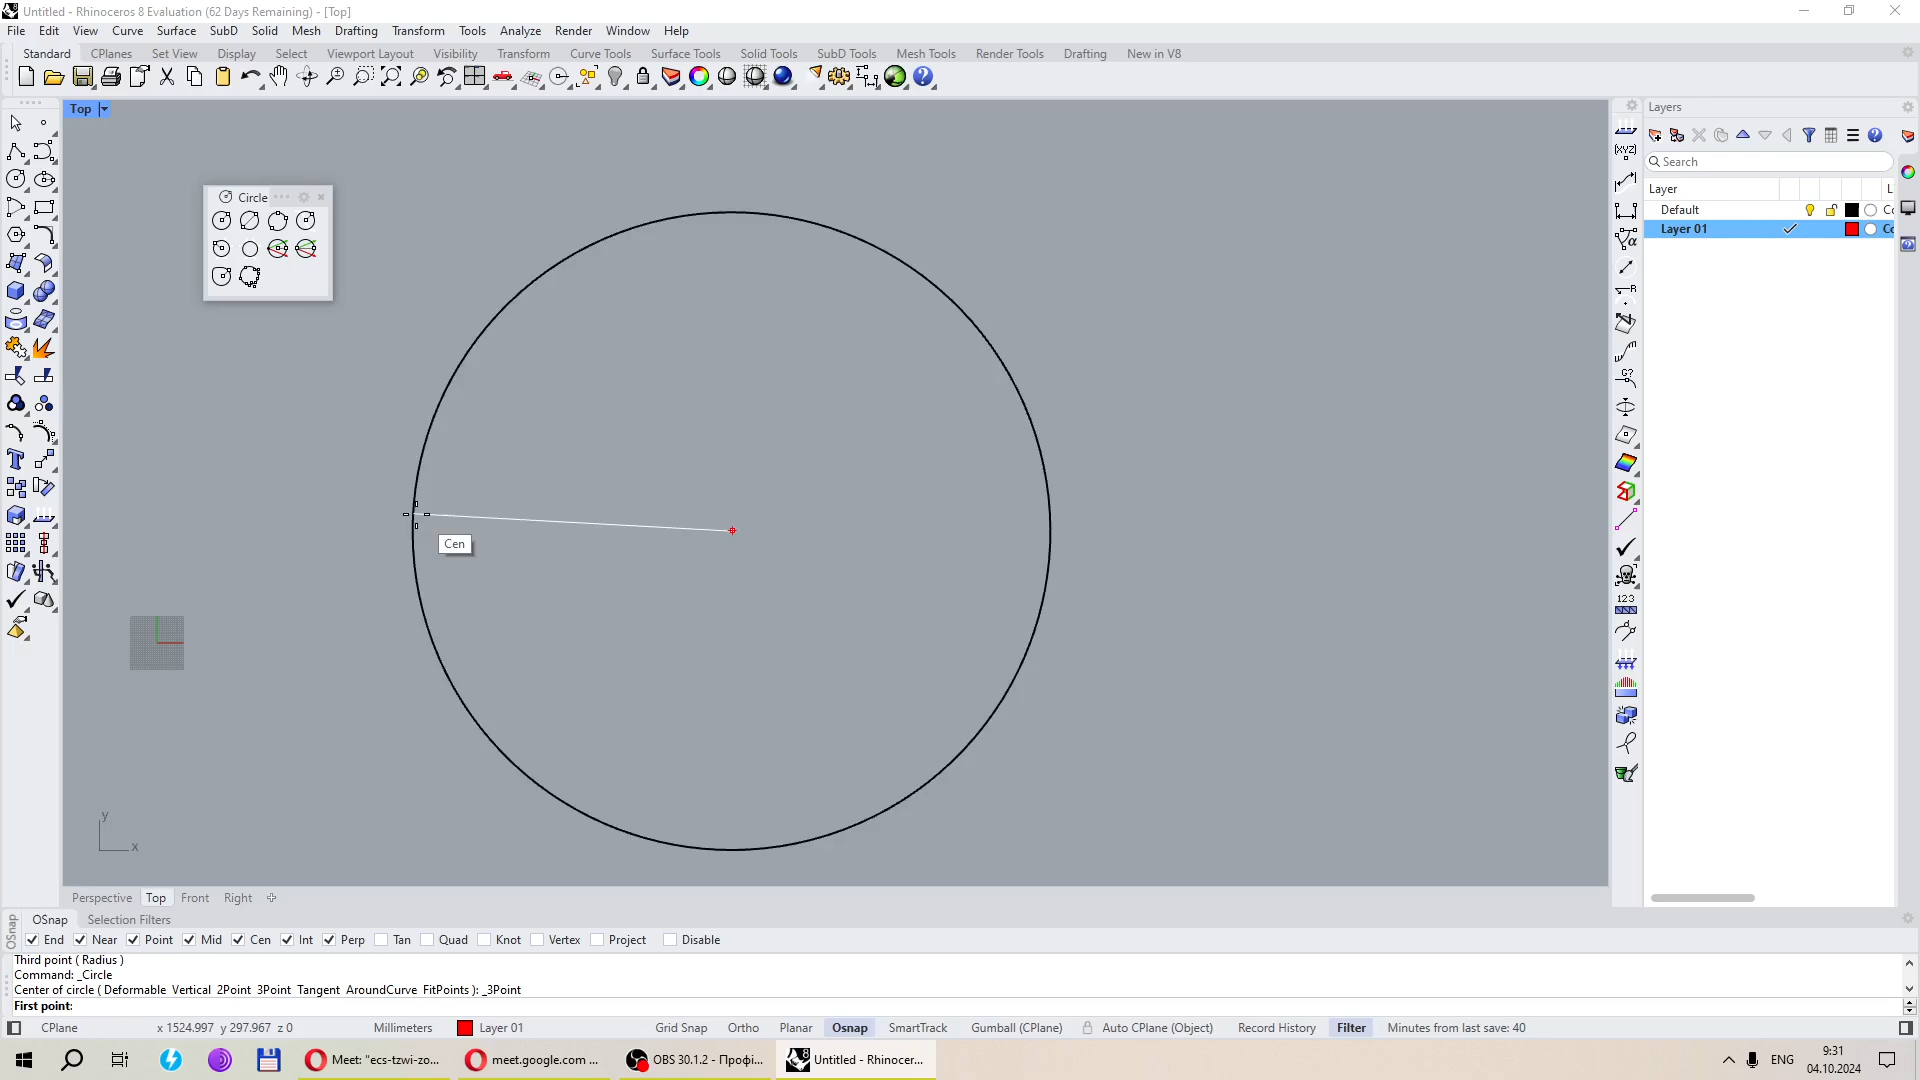 Untitled - Rhinoceros 8 Evaluation (62 Days Remaining) - [Top]
File Edit View Curve Surface SubD Solid Mesh Drafting Transform Tools Analyze Render Window Help
Standard CPlanes Set View Display Select Viewport Layout Visibility Transform Curve Tools Surface Tools Solid Tools SubD Tools Mesh Tools Render Tools Drafting New in V8
Top
Layers
Search
Layer L
Default Co
Layer 01 Co
Circle
(XYZ)
R
G?
123
Cen
y
x
Perspective Top Front Right
OSnap Selection Filters
OSnap
End Near Point Mid Cen Int Perp Tan Quad Knot Vertex Project Disable
Third point ( Radius )
Command: _Circle
Center of circle ( Deformable Vertical 2Point 3Point Tangent AroundCurve FitPoints ): _3Point
First point:
CPlane x 1524.997 y 297.967 z 0 Millimeters Layer 01 Grid Snap Ortho Planar Osnap SmartTrack Gumball (CPlane) Auto CPlane (Object) Record History Filter Minutes from last save: 40
Meet: "ecs-tzwi-zo... meet.google.com ... OBS 30.1.2 - Профі... Untitled - Rhinocer... ENG 9:31
04.10.2024